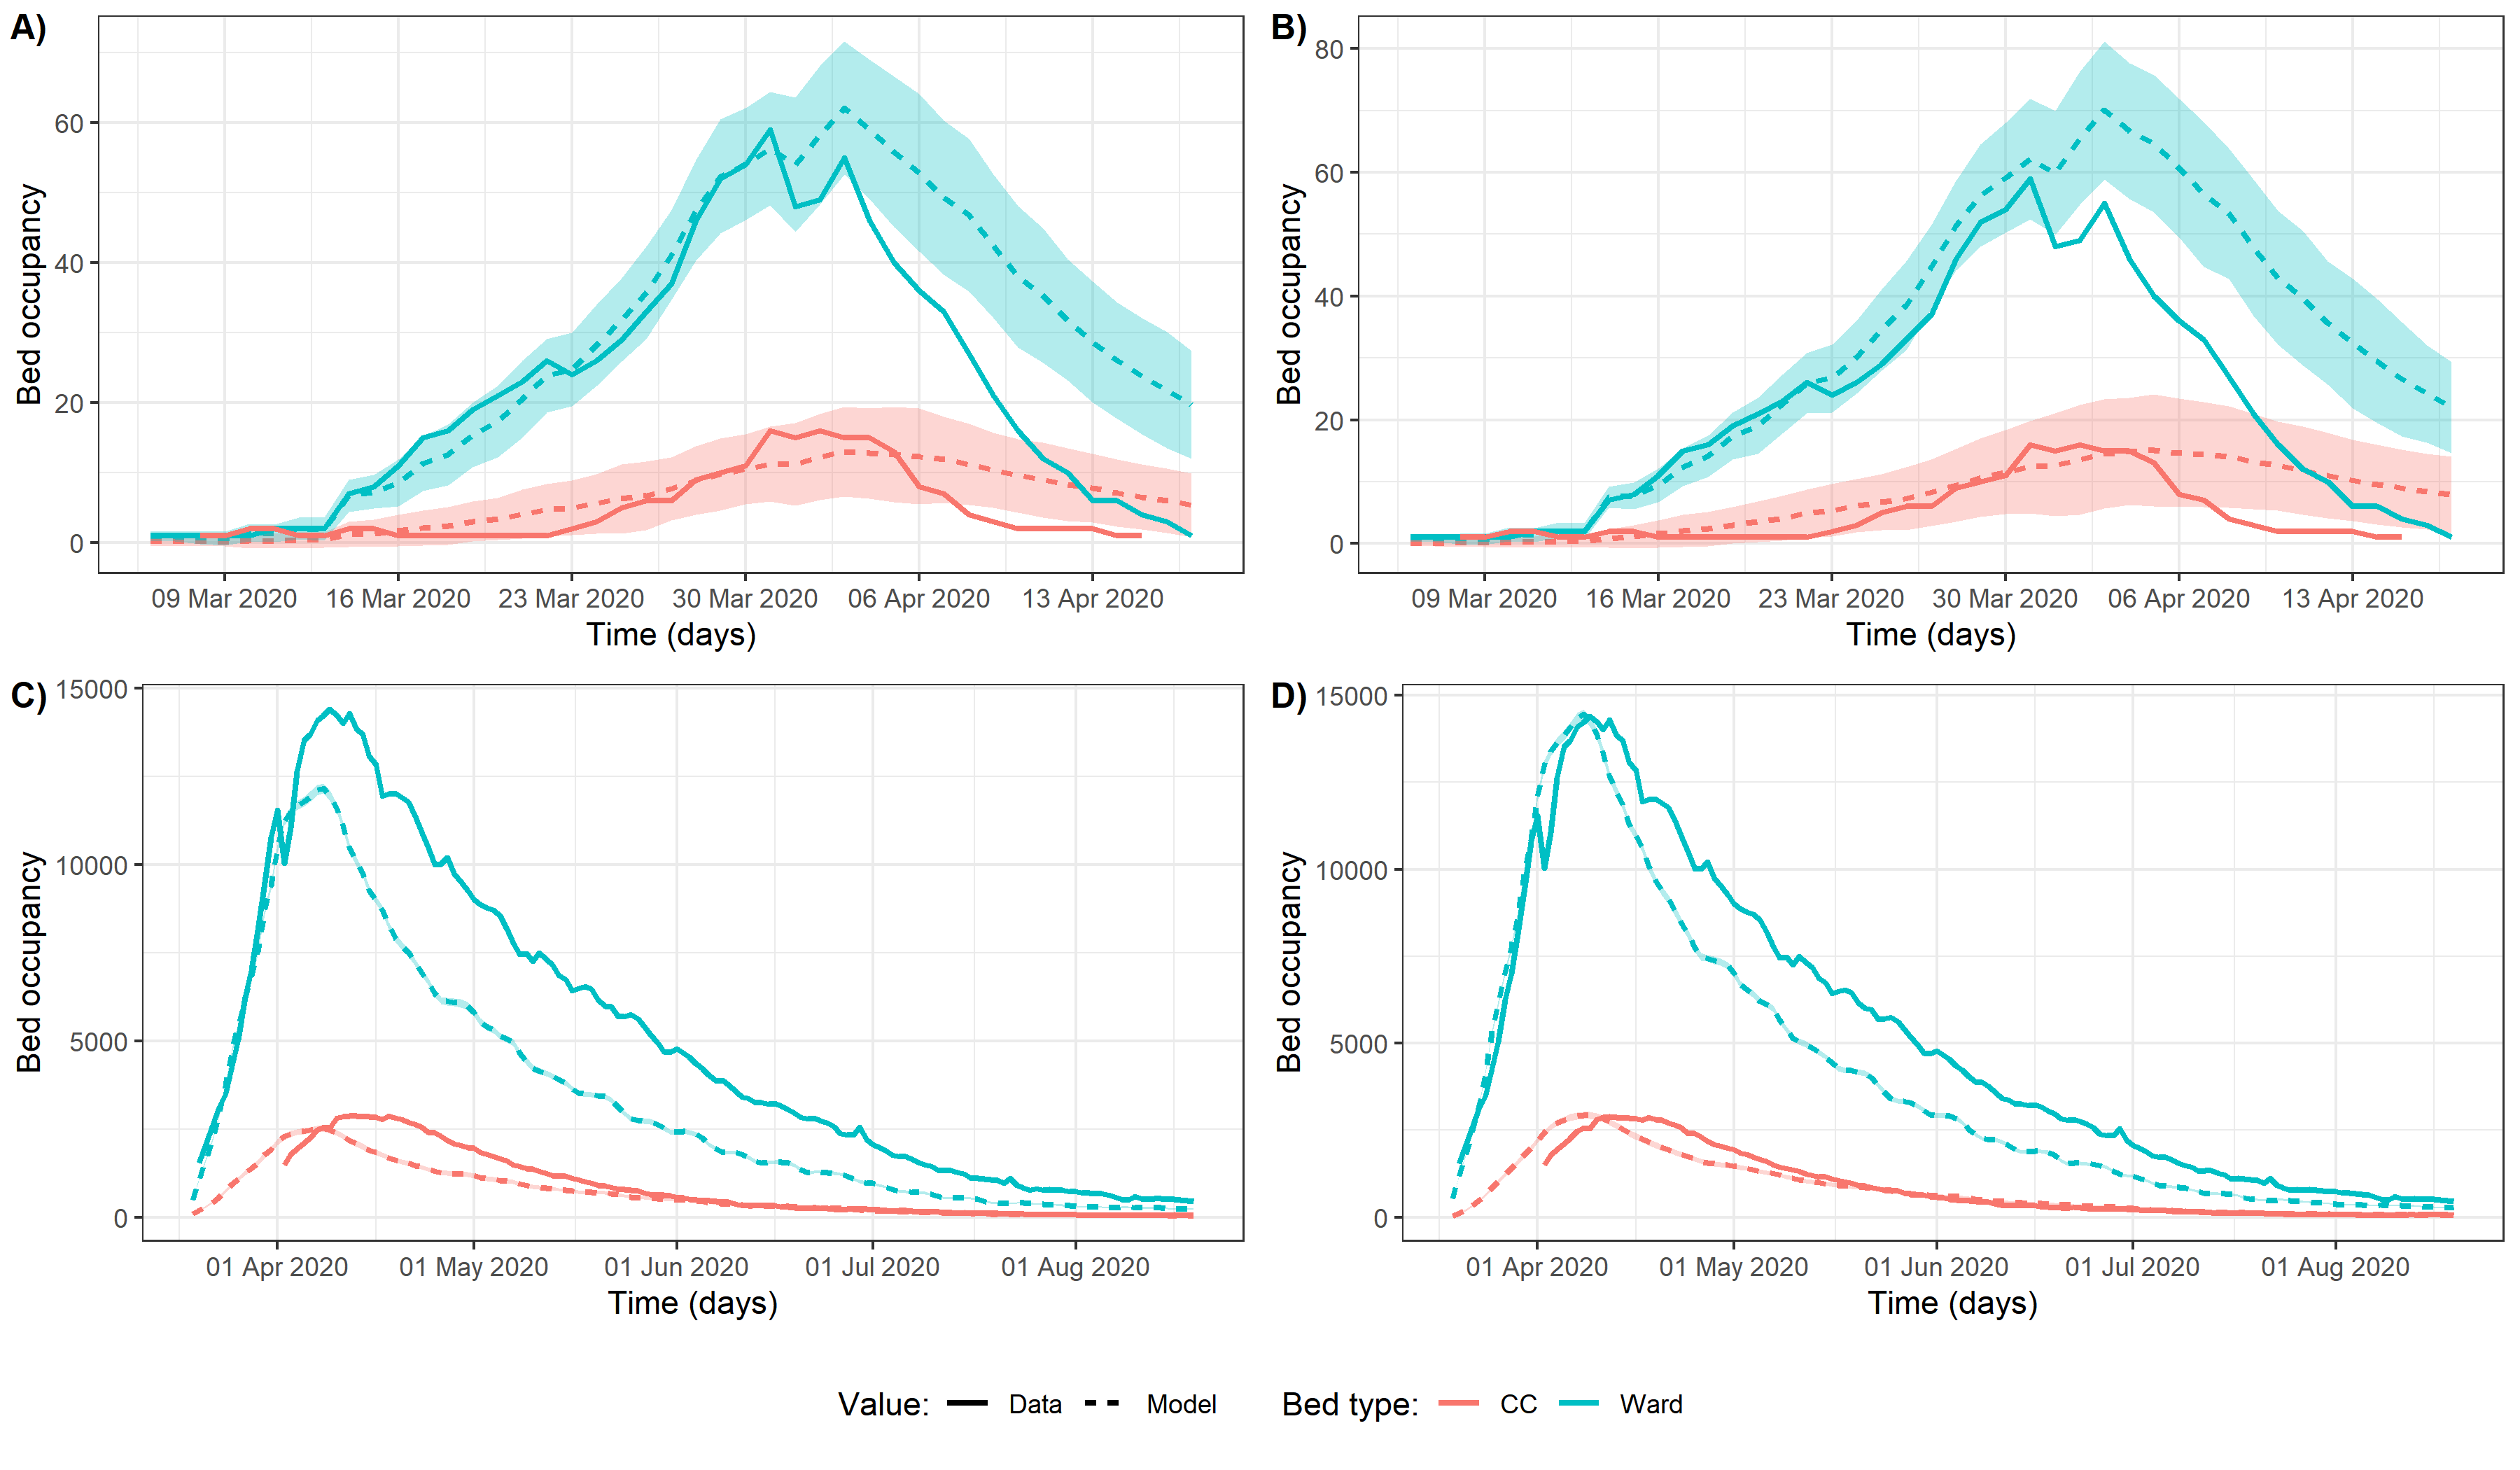 A)
60
40
20
0
Bed occupancy
09 Mar 2020 16 Mar 2020 23 Mar 2020 30 Mar 2020 06 Apr 2020 13 Apr 2020
Time (days)
B)
80
60
40
20
0
Bed occupancy
09 Mar 2020 16 Mar 2020 23 Mar 2020 30 Mar 2020 06 Apr 2020 13 Apr 2020
Time (days)
C)
15000
10000
5000
0
Bed occupancy
01 Apr 2020 01 May 2020 01 Jun 2020 01 Jul 2020 01 Aug 2020
Time (days)
D)
15000
10000
5000
0
Bed occupancy
01 Apr 2020 01 May 2020 01 Jun 2020 01 Jul 2020 01 Aug 2020
Time (days)
Value: Data Model Bed type: CC Ward